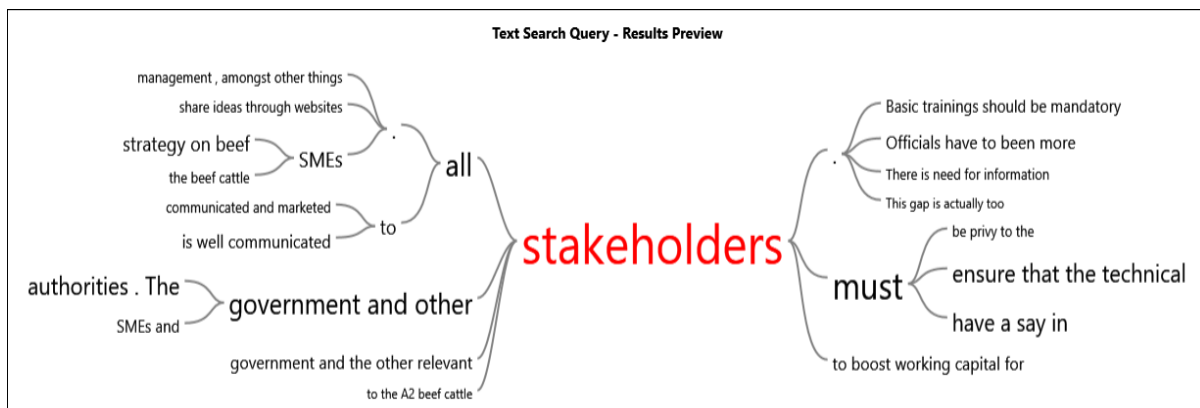 Text Search Query - Results Preview
management , amongst other things
share ideas through websites
.
strategy on beef
the beef cattle
SMEs
all
communicated and marketed
is well communicated
to
authorities . The
SMEs and
government and other
government and the other relevant
to the A2 beef cattle
stakeholders
.
Basic trainings should be mandatory
Officials have to been more
There is need for information
This gap is actually too
must
be privy to the
ensure that the technical
have a say in
to boost working capital for